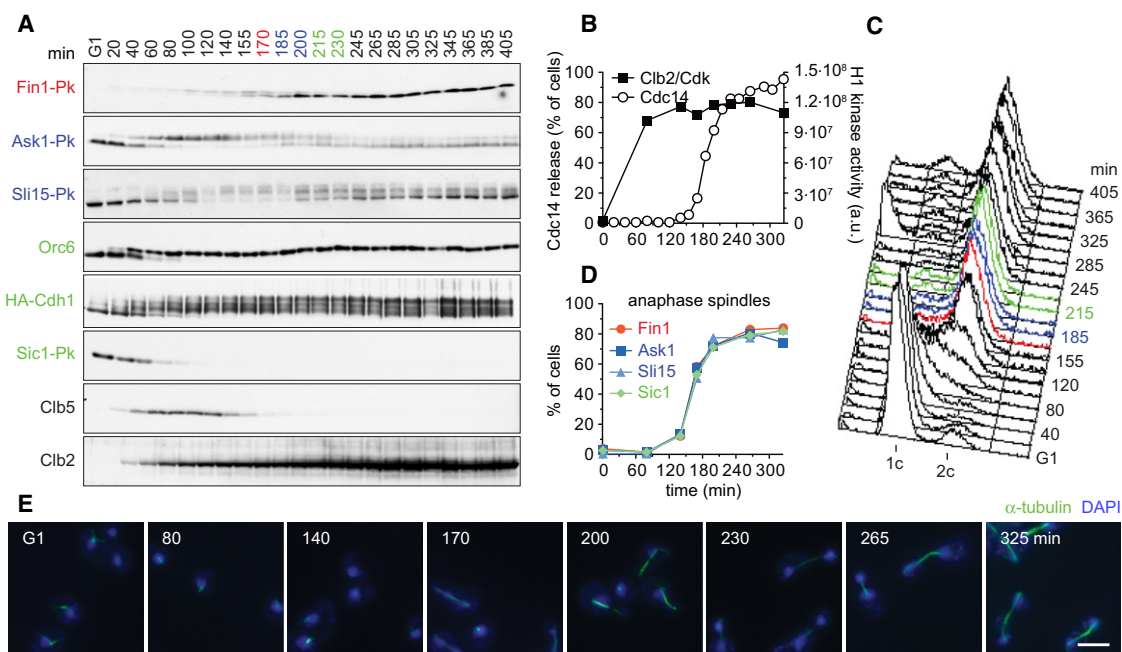 A
min G1 20 40 60 80 100 120 140 155 170 185 200 215 230 245 265 285 305 325 345 365 385 405
Fin1-Pk
Ask1-Pk
Sli15-Pk
Orc6
HA-Cdh1
Sic1-Pk
Clb5
Clb2
B
Cdc14 release (% of cells)
100
80
60
40
20
0
Clb2/Cdk
Cdc14
1.5·10⁸
1.2·10⁸
9·10⁷
6·10⁷
3·10⁷
0
H1 kinase activity (a.u.)
0 60 120 180 240 300
D
anaphase spindles
% of cells
100
80
60
40
20
0
Fin1
Ask1
Sli15
Sic1
0 60 120 180 240 300
time (min)
C
min
405
365
325
285
245
215
185
155
120
80
40
G1
1c 2c
E
α-tubulin DAPI
G1 80 140 170 200 230 265 325 min